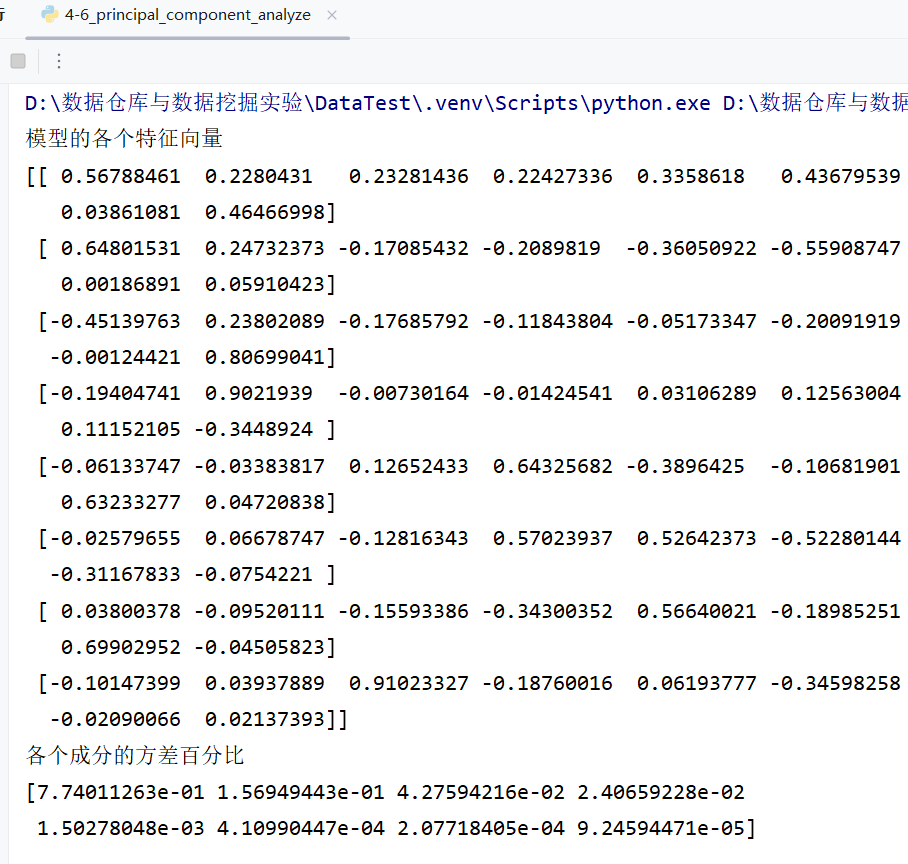 4-6_principal_component_analyze
D:\数据仓库与数据挖掘实验\DataTest\.venv\Scripts\python.exe D:\数据仓库与数据
模型的各个特征向量
[[ 0.56788461  0.2280431   0.23281436  0.22427336  0.3358618   0.43679539
   0.03861081  0.46466998]
 [ 0.64801531  0.24732373 -0.17085432 -0.2089819  -0.36050922 -0.55908747
   0.00186891  0.05910423]
 [-0.45139763  0.23802089 -0.17685792 -0.11843804 -0.05173347 -0.20091919
  -0.00124421  0.80699041]
 [-0.19404741  0.9021939  -0.00730164 -0.01424541  0.03106289  0.12563004
   0.11152105 -0.3448924 ]
 [-0.06133747 -0.03383817  0.12652433  0.64325682 -0.3896425  -0.10681901
   0.63233277  0.04720838]
 [-0.02579655  0.06678747 -0.12816343  0.57023937  0.52642373 -0.52280144
  -0.31167833 -0.0754221 ]
 [ 0.03800378 -0.09520111 -0.15593386 -0.34300352  0.56640021 -0.18985251
   0.69902952 -0.04505823]
 [-0.10147399  0.03937889  0.91023327 -0.18760016  0.06193777 -0.34598258
  -0.02090066  0.02137393]]
各个成分的方差百分比
[7.74011263e-01 1.56949443e-01 4.27594216e-02 2.40659228e-02
 1.50278048e-03 4.10990447e-04 2.07718405e-04 9.24594471e-05]